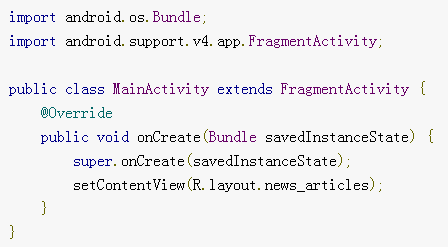 import android.os.Bundle;
import android.support.v4.app.FragmentActivity;

public class MainActivity extends FragmentActivity {
    @Override
    public void onCreate(Bundle savedInstanceState) {
        super.onCreate(savedInstanceState);
        setContentView(R.layout.news_articles);
    }
}